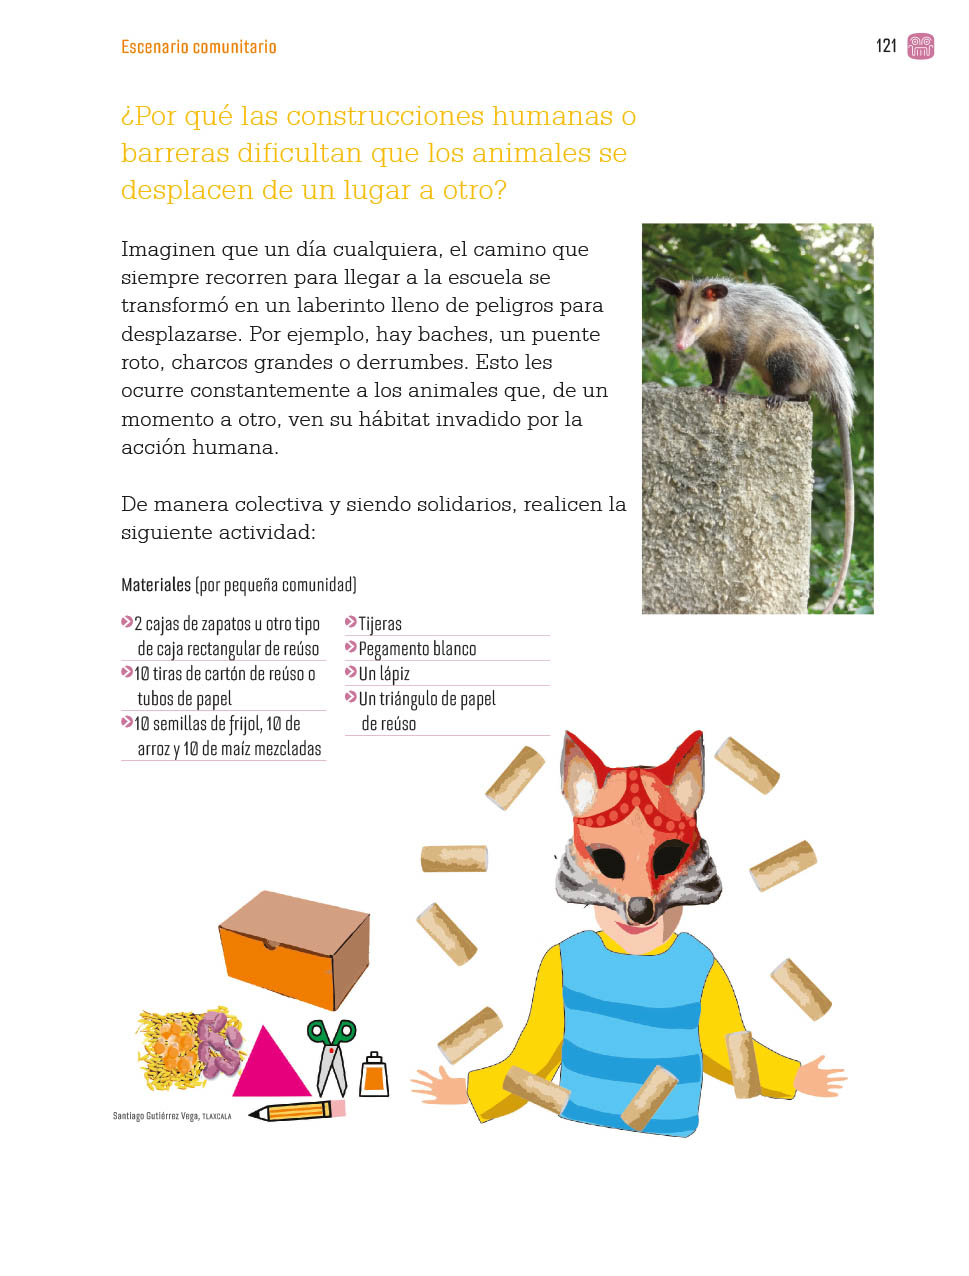 Escenario comunitario
121
¿Por qué las construcciones humanas o
barreras dificultan que los animales se
desplacen de un lugar a otro?
Imaginen que un día cualquiera, el camino que
siempre recorren para llegar a la escuela se
transformó en un laberinto lleno de peligros para
desplazarse. Por ejemplo, hay baches, un puente
roto, charcos grandes o derrumbes. Esto les
ocurre constantemente a los animales que, de un
momento a otro, ven su hábitat invadido por la
acción humana.
De manera colectiva y siendo solidarios, realicen la
siguiente actividad:
Materiales (por pequeña comunidad)
2 cajas de zapatos u otro tipo
de caja rectangular de reúso
10 tiras de cartón de reúso o
tubos de papel
10 semillas de frijol, 10 de
arroz y 10 de maíz mezcladas
Tijeras
Pegamento blanco
Un lápiz
Un triángulo de papel
de reúso
Santiago Gutiérrez Vega, TLAXCALA